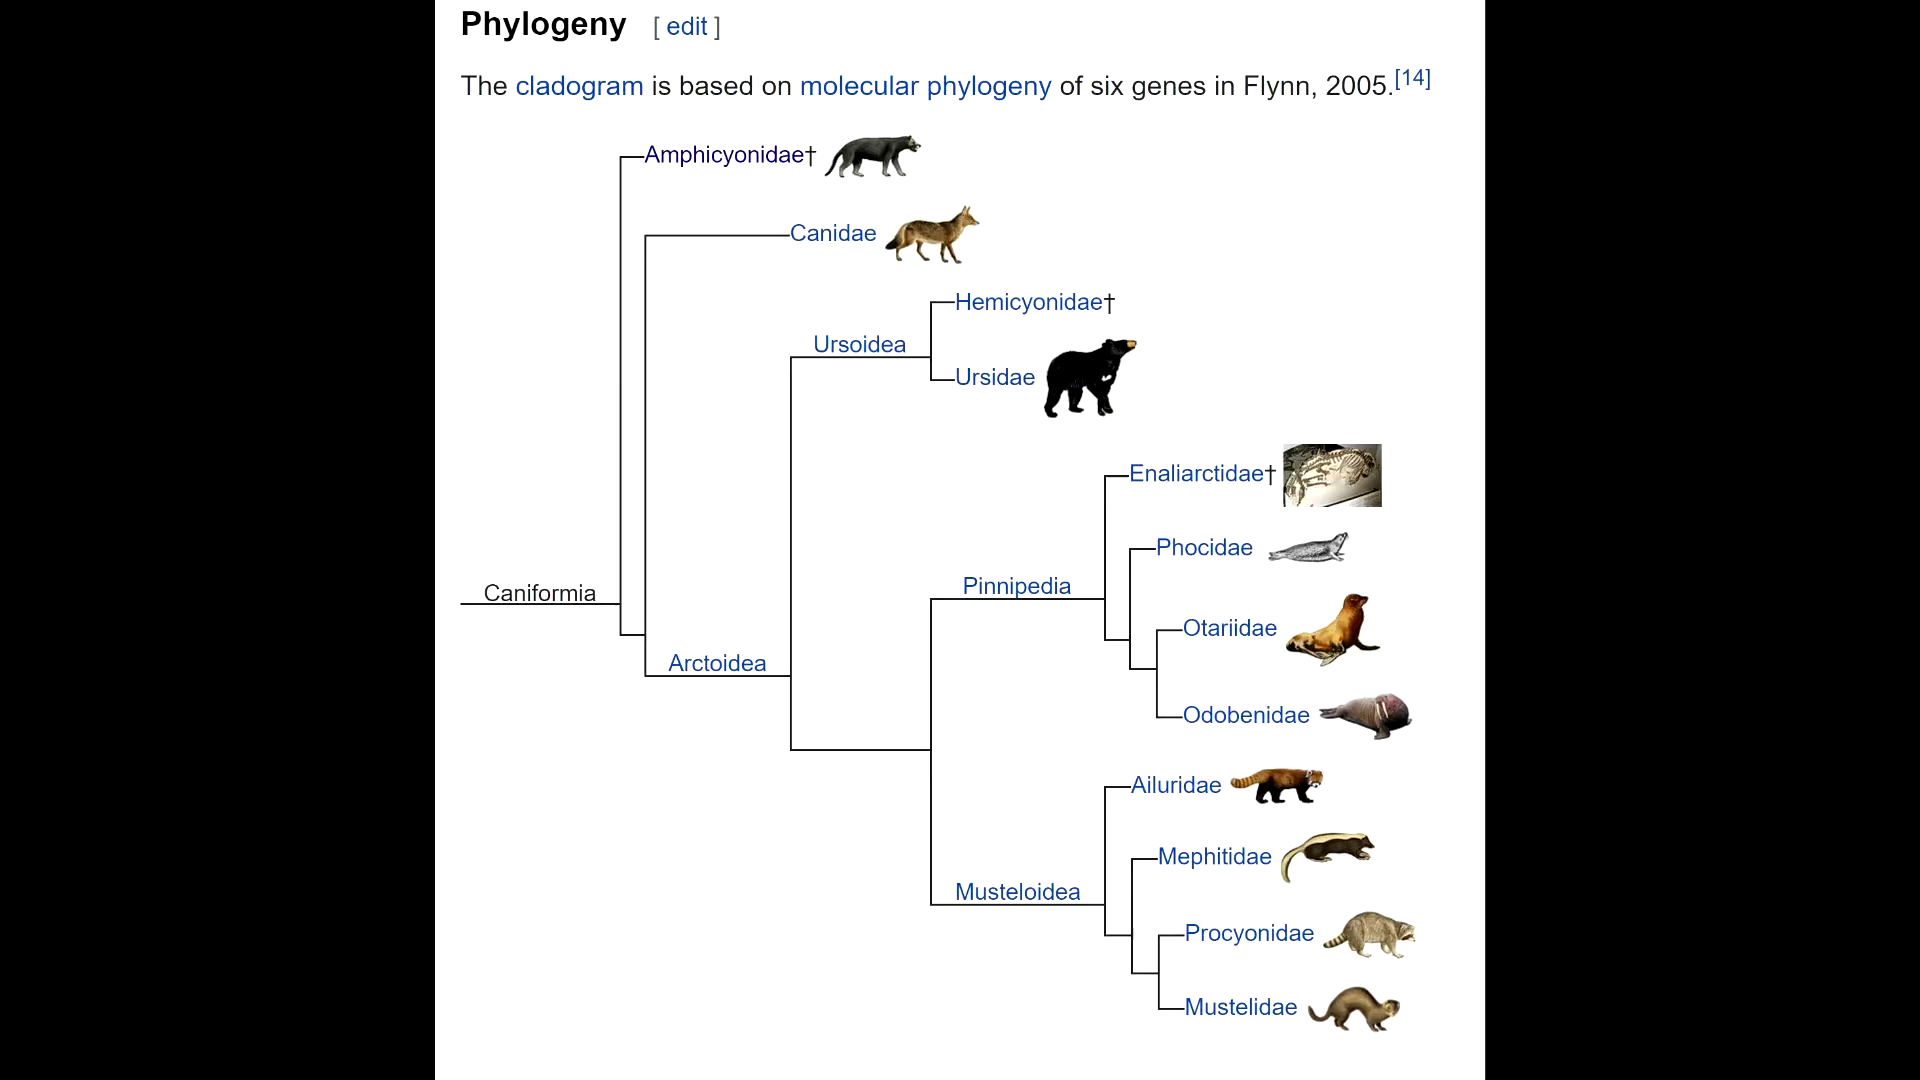 Phylogeny [ edit ]
The cladogram is based on molecular phylogeny of six genes in Flynn, 2005.[14]
Amphicyonidae†
Canidae
Hemicyonidae†
Ursoidea
Ursidae
Enaliarctidae†
Phocidae
Pinnipedia
Caniformia
Otariidae
Arctoidea
Odobenidae
Ailuridae
Mephitidae
Musteloidea
Procyonidae
Mustelidae